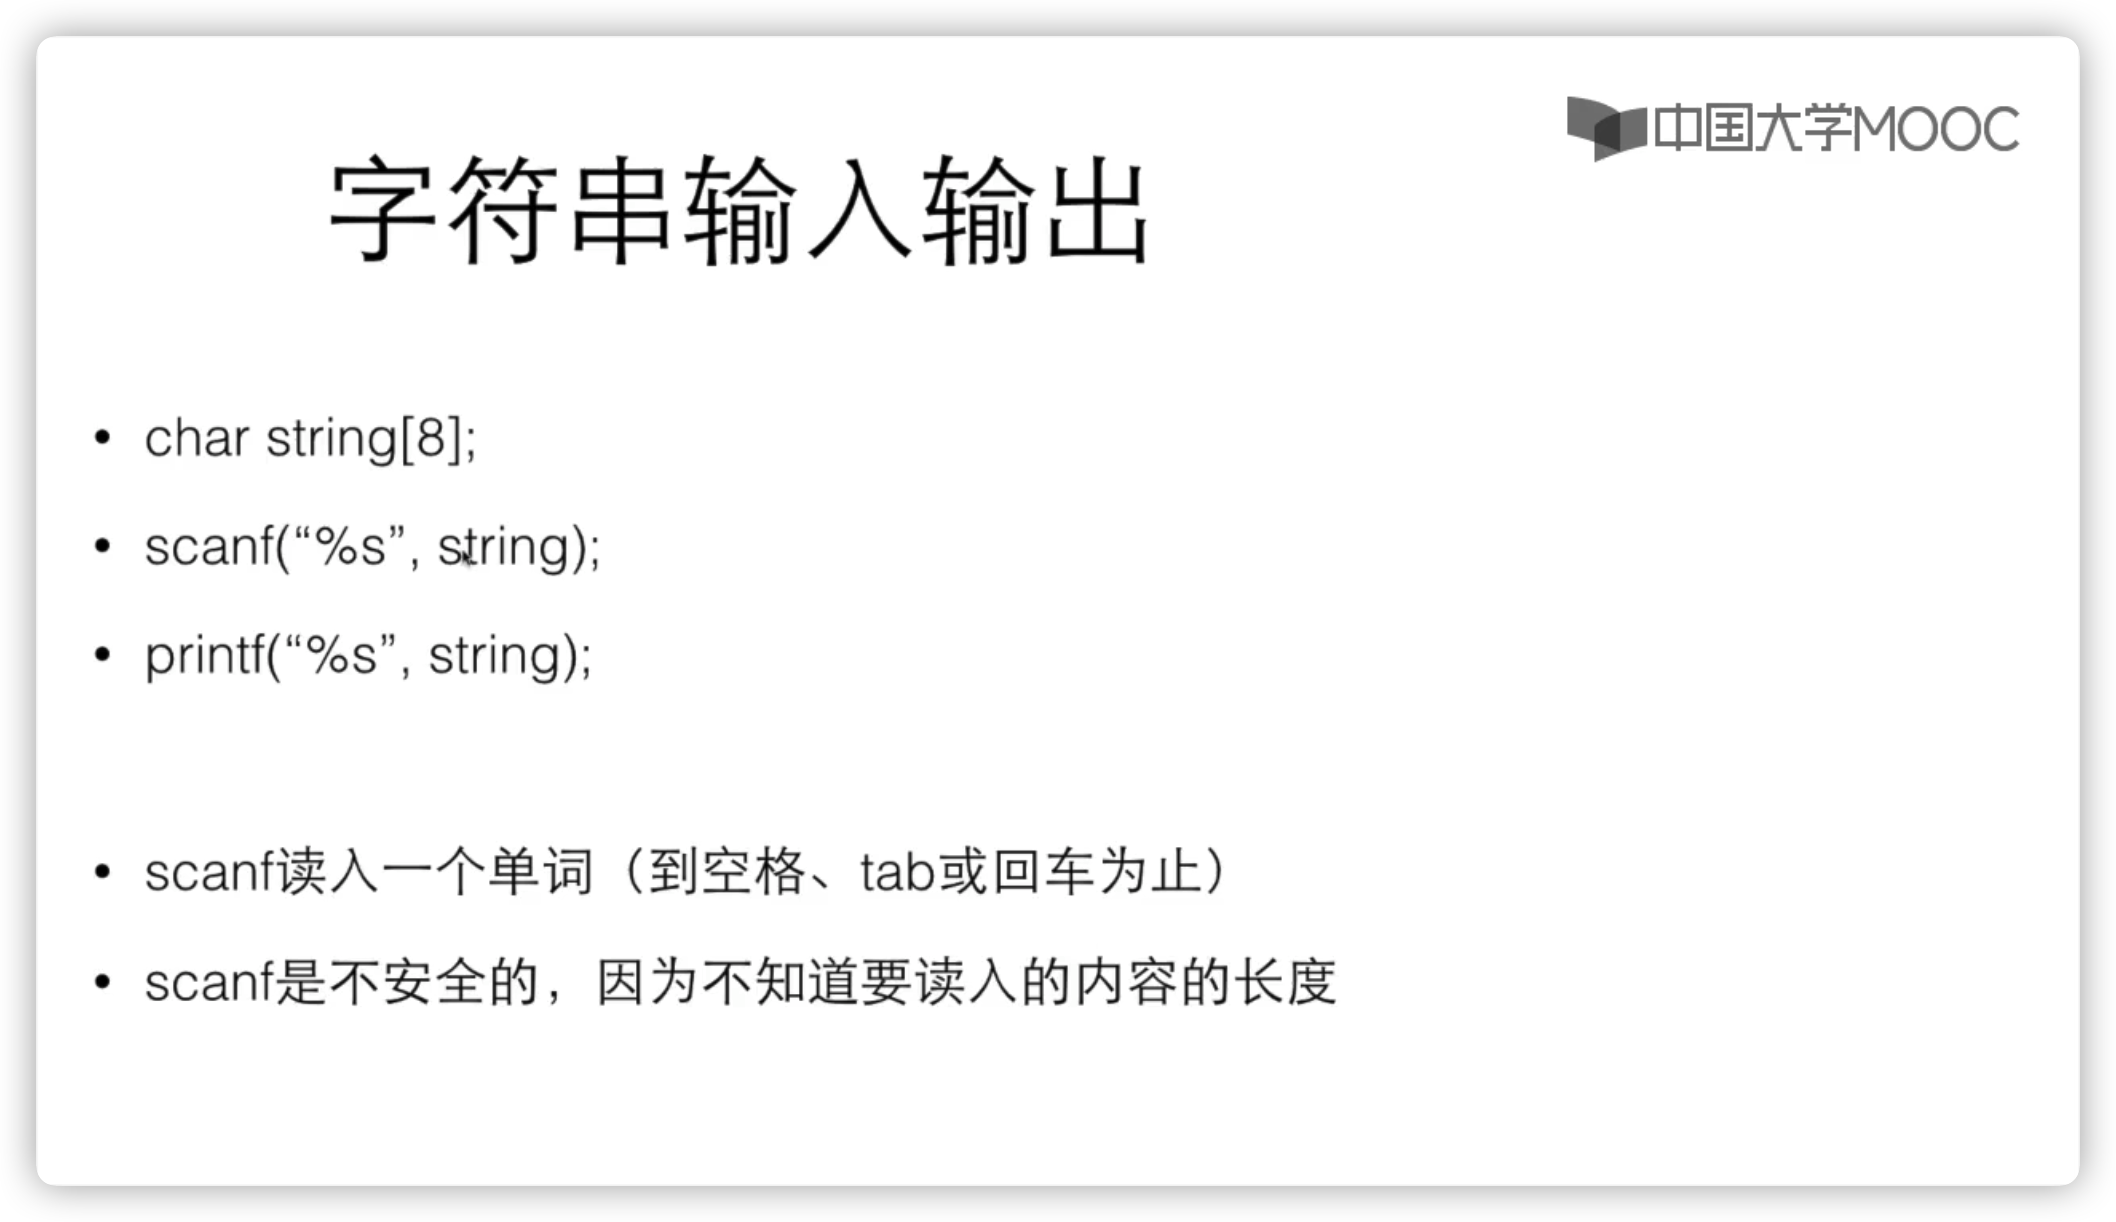 中国大学MOOC
字符串输入输出
• char string[8];
• scanf(“%s”, string);
• printf(“%s”, string);
• scanf读入一个单词（到空格、tab或回车为止）
• scanf是不安全的，因为不知道要读入的内容的长度